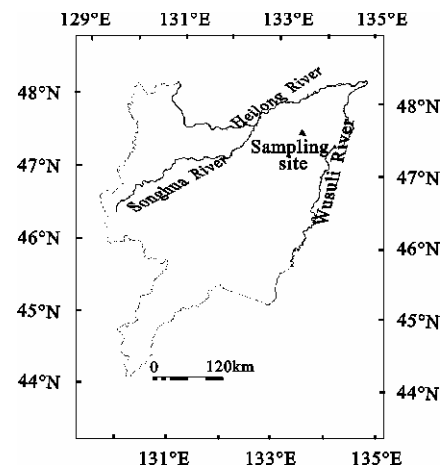 129°E 131°E 133°E 135°E
48°N 48°N
Heilong River
47°N 47°N
Sampling
site
Songhua River
Wusuli River
46°N 46°N
45°N 45°N
0 120km
44°N 44°N
131°E 133°E 135°E